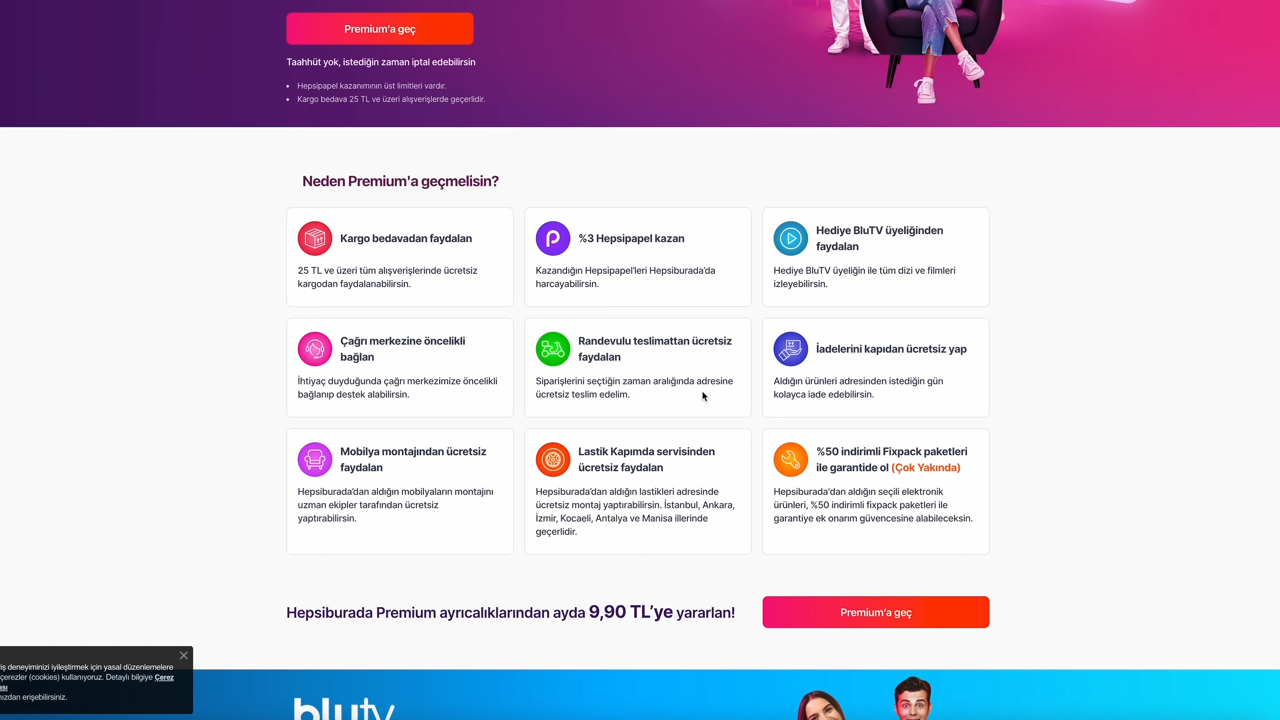 Premium'a geç
Taahhüt yok, istediğin zaman iptal edebilirsin
• Hepsipapel kazanımının üst limitleri vardır.
• Kargo bedava 25 TL ve üzeri alışverişlerde geçerlidir.
Neden Premium'a geçmelisin?
Kargo bedavadan faydalan
25 TL ve üzeri tüm alışverişlerinde ücretsiz
kargodan faydalanabilirsin.
%3 Hepsipapel kazan
Kazandığın Hepsipapel'leri Hepsiburada'da
harcayabilirsin.
Hediye BluTV üyeliğinden
faydalan
Hediye BluTV üyeliğin ile tüm dizi ve filmleri
izleyebilirsin.
Çağrı merkezine öncelikli
bağlan
İhtiyaç duyduğunda çağrı merkezimize öncelikli
bağlanıp destek alabilirsin.
Randevulu teslimattan ücretsiz
faydalan
Siparişlerini seçtiğin zaman aralığında adresine
ücretsiz teslim edelim.
İadelerini kapıdan ücretsiz yap
Aldığın ürünleri adresinden istediğin gün
kolayca iade edebilirsin.
Mobilya montajından ücretsiz
faydalan
Hepsiburada'dan aldığın mobilyaların montajını
uzman ekipler tarafından ücretsiz
yaptırabilirsin.
Lastik Kapımda servisinden
ücretsiz faydalan
Hepsiburada'dan aldığın lastikleri adresinde
ücretsiz montaj yaptırabilirsin. İstanbul, Ankara,
İzmir, Kocaeli, Antalya ve Manisa illerinde
geçerlidir.
%50 indirimli Fixpack paketleri
ile garantide ol (Çok Yakında)
Hepsiburada'dan aldığın seçili elektronik
ürünleri, %50 indirimli fixpack paketleri ile
garantiye ek onarım güvencesine alabileceksin.
Hepsiburada Premium ayrıcalıklarından ayda 9,90 TL'ye yararlan!
Premium'a geç
iş deneyiminizi iyileştirmek için yasal düzenlemelere
çerezler (cookies) kullanıyoruz. Detaylı bilgiye Çerez
ası
mızdan erişebilirsiniz.
blutv